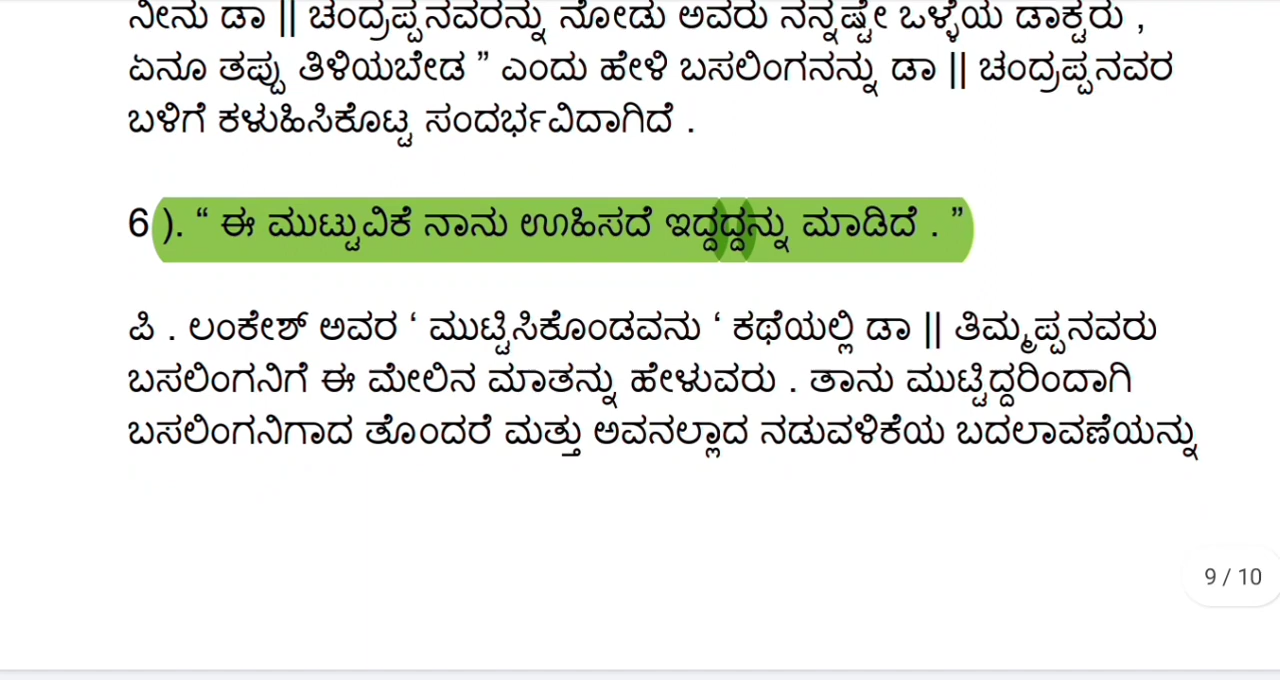 ನೀನು ಡಾ || ಚಂದ್ರಪ್ಪನವರನ್ನು ನೋಡು ಅವರು ನನ್ನಷ್ಟೇ ಒಳ್ಳೆಯ ಡಾಕ್ಟರು ,
ಏನೂ ತಪ್ಪು ತಿಳಿಯಬೇಡ ” ಎಂದು ಹೇಳಿ ಬಸಲಿಂಗನನ್ನು ಡಾ || ಚಂದ್ರಪ್ಪನವರ
ಬಳಿಗೆ ಕಳುಹಿಸಿಕೊಟ್ಟ ಸಂದರ್ಭವಿದಾಗಿದೆ .
6 ). “ ಈ ಮುಟ್ಟುವಿಕೆ ನಾನು ಊಹಿಸದೆ ಇದ್ದದ್ದನ್ನು ಮಾಡಿದೆ . ”
ಪಿ . ಲಂಕೇಶ್ ಅವರ ‘ ಮುಟ್ಟಿಸಿಕೊಂಡವನು ‘ ಕಥೆಯಲ್ಲಿ ಡಾ || ತಿಮ್ಮಪ್ಪನವರು
ಬಸಲಿಂಗನಿಗೆ ಈ ಮೇಲಿನ ಮಾತನ್ನು ಹೇಳುವರು . ತಾನು ಮುಟ್ಟಿದ್ದರಿಂದಾಗಿ
ಬಸಲಿಂಗನಿಗಾದ ತೊಂದರೆ ಮತ್ತು ಅವನಲ್ಲಾದ ನಡುವಳಿಕೆಯ ಬದಲಾವಣೆಯನ್ನು
9 / 10